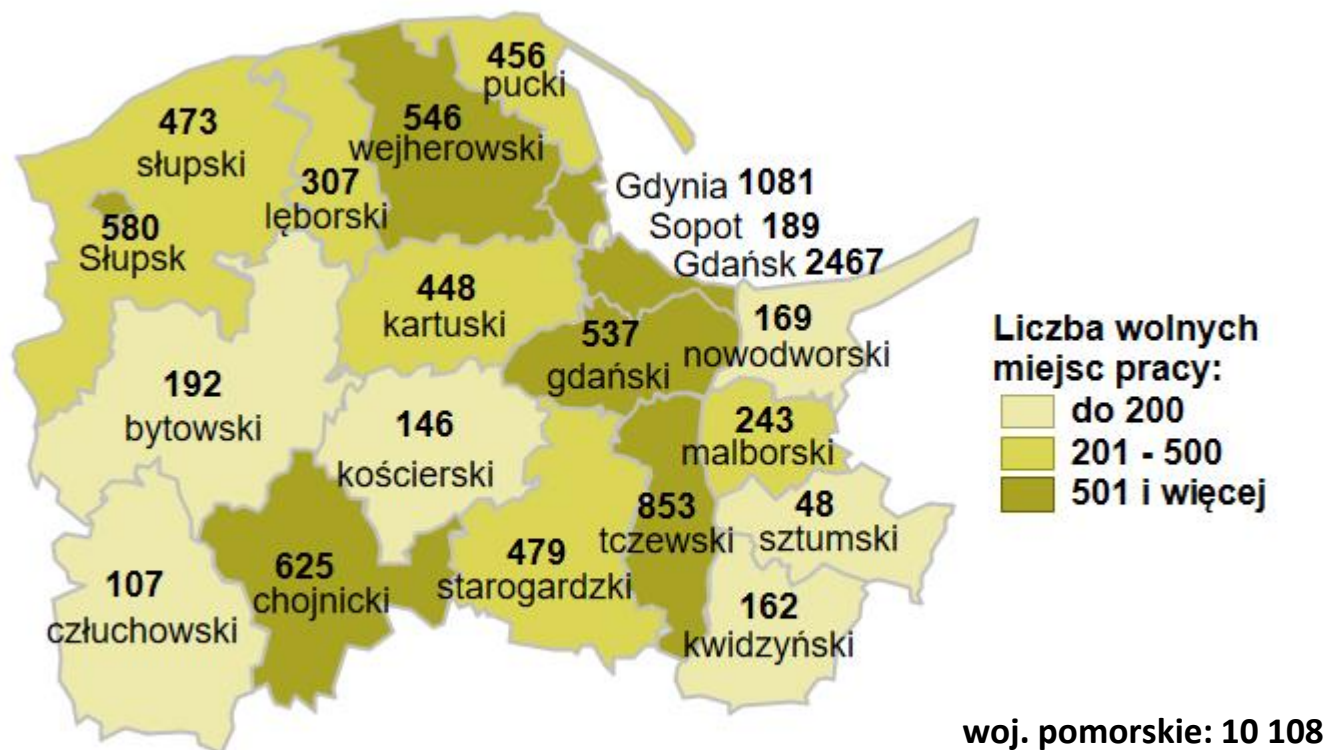 456
pucki
473
słupski
546
wejherowski
307
lęborski
Gdynia 1081
Sopot 189
Gdańsk 2467
580
Słupsk
448
kartuski
537
gdański
169
nowodworski
192
bytowski
146
kościerski
243
malborski
853
tczewski
48
sztumski
479
starogardzki
625
chojnicki
107
człuchowski
162
kwidzyński
Liczba wolnych
miejsc pracy:
do 200
201 - 500
501 i więcej
woj. pomorskie: 10 108